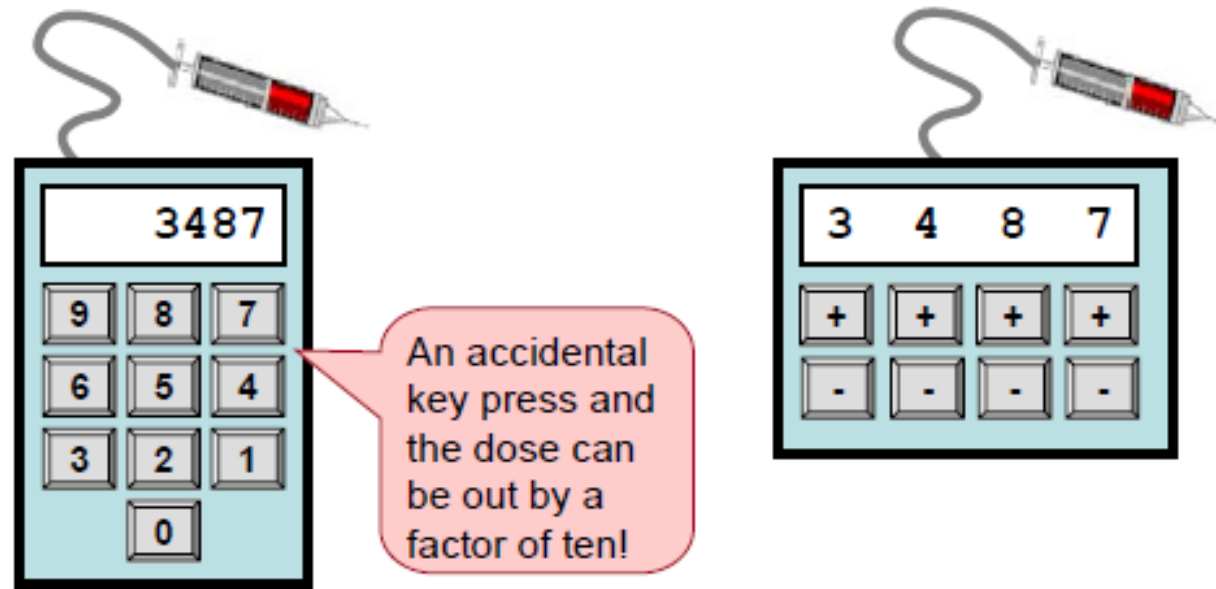 3487
9 8 7
6 5 4
3 2 1
0
An accidental
key press and
the dose can
be out by a
factor of ten!
3 4 8 7
+ + + +
- - - -